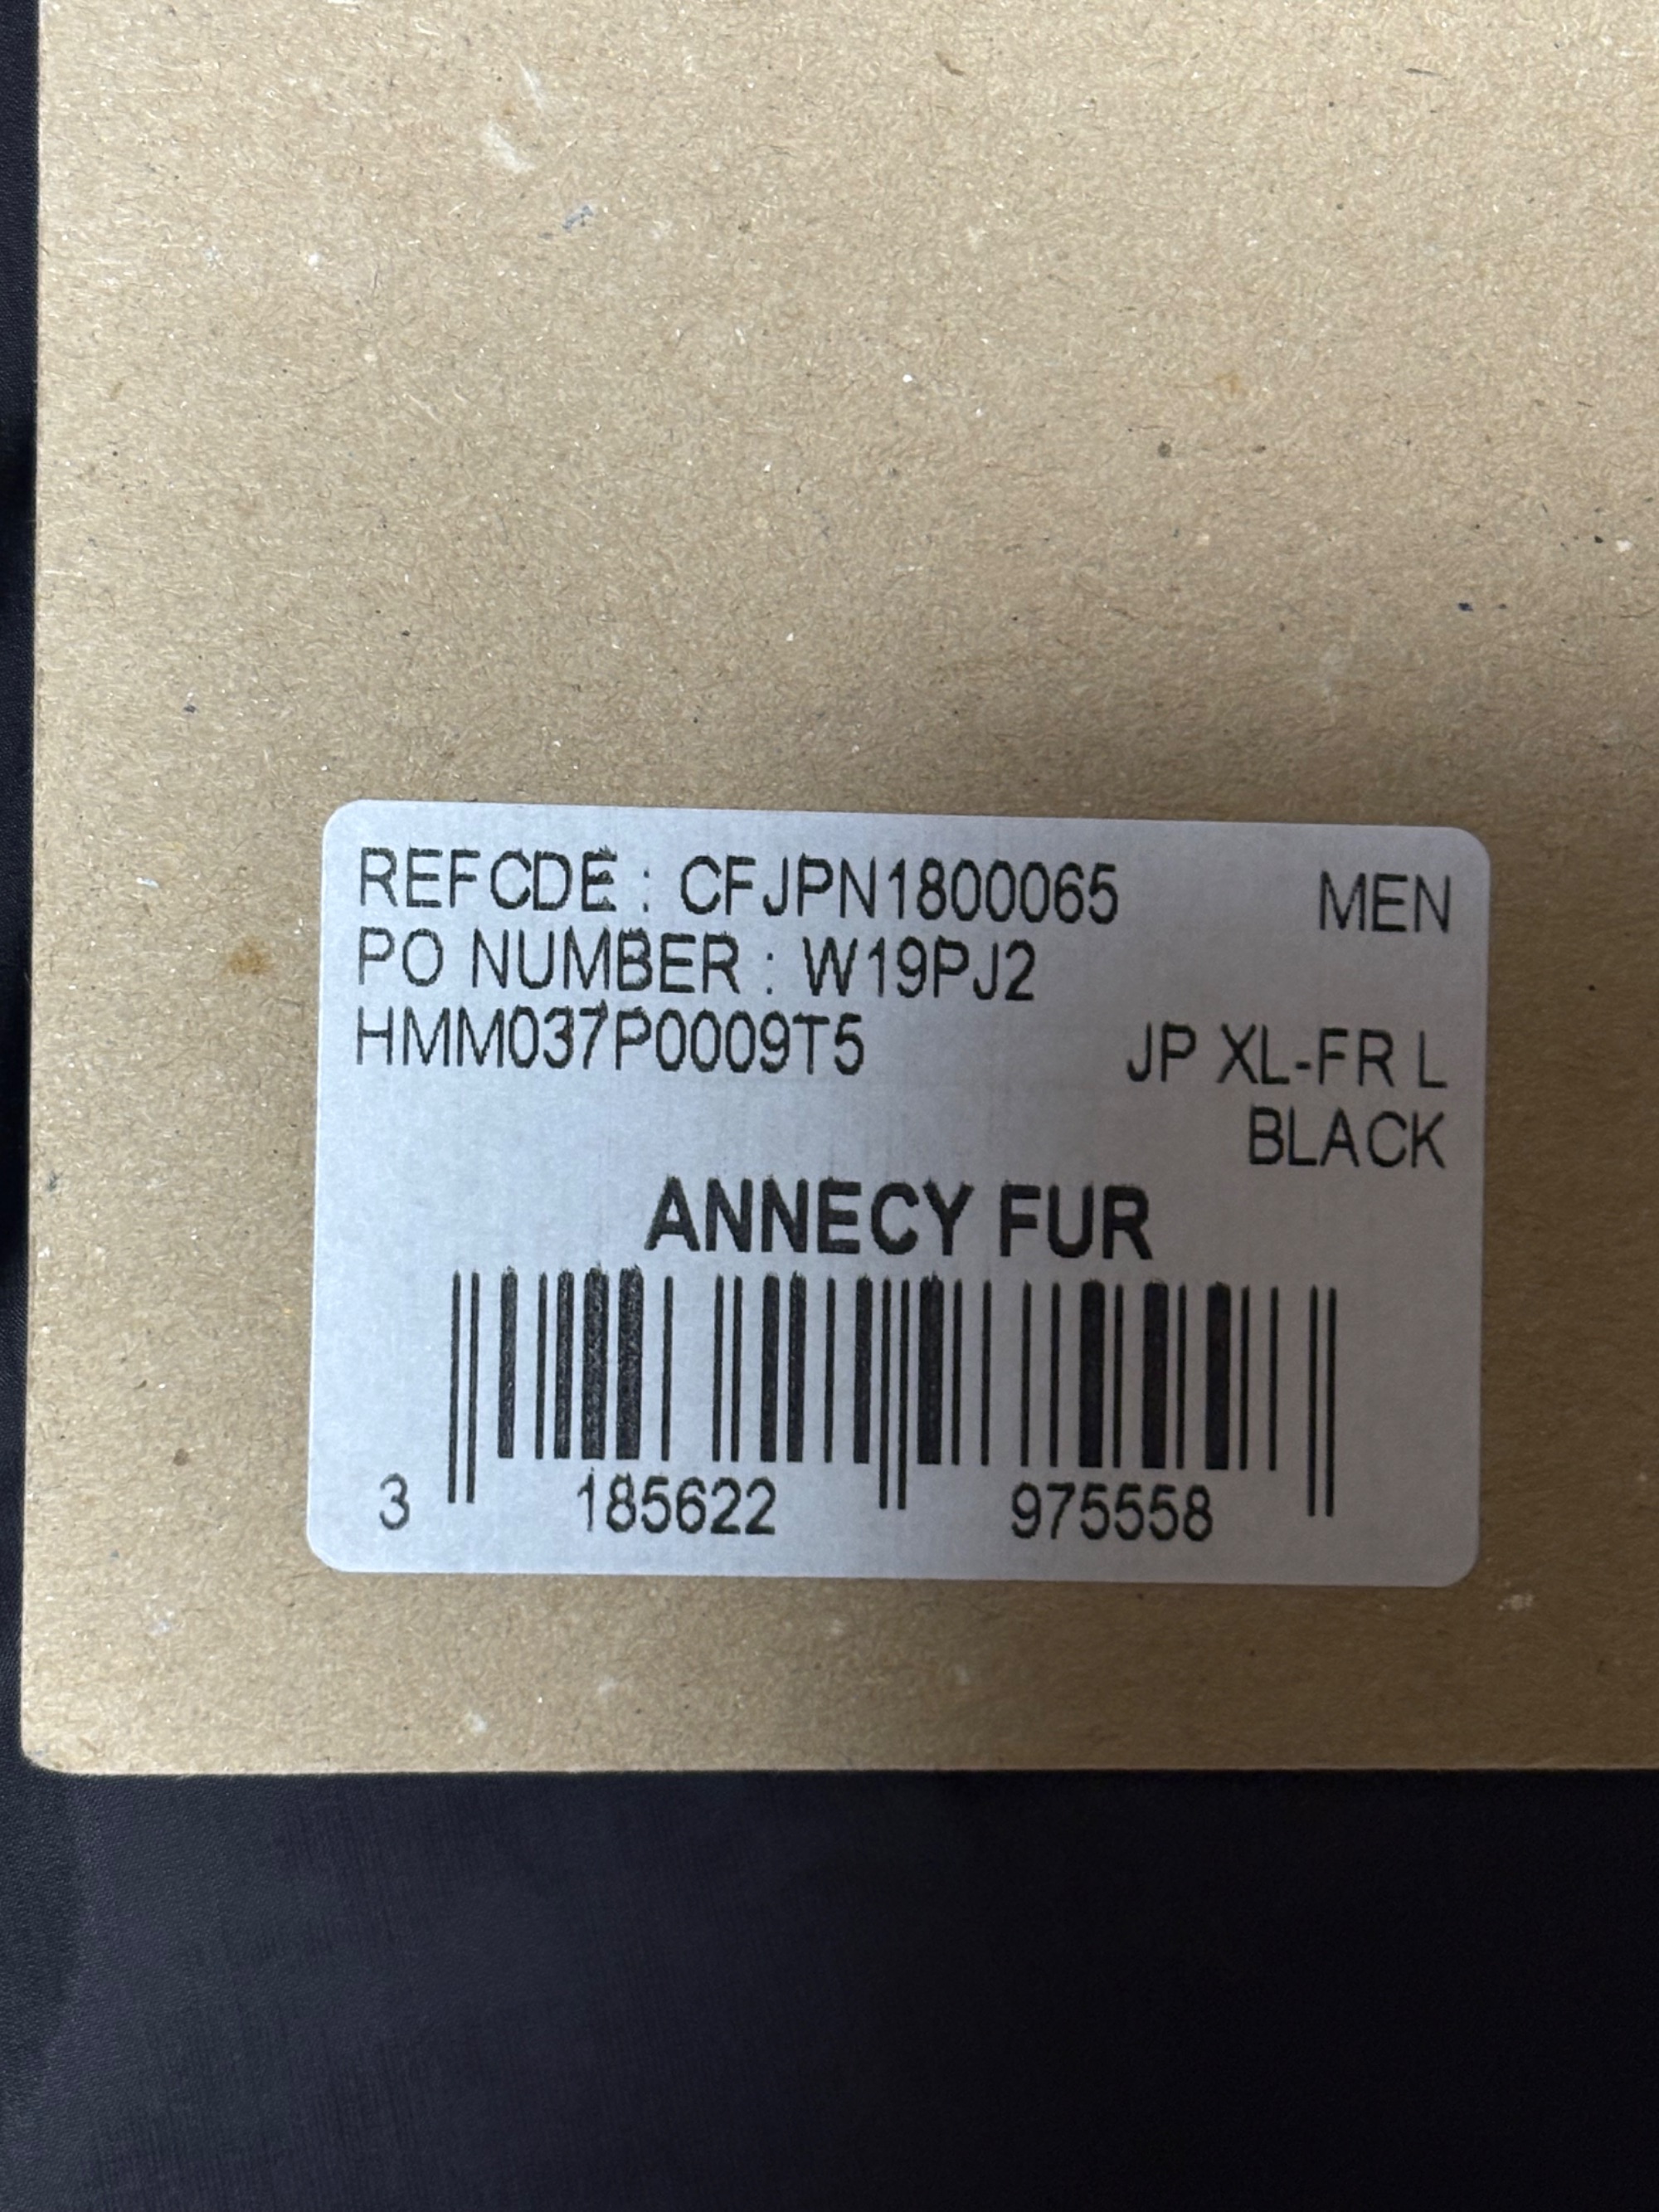 REFCDE : CFJPN1800065 MEN
PO NUMBER : W19PJ2
HMM037P0009T5 JP XL-FR L
BLACK
ANNECY FUR
3 185622 975558